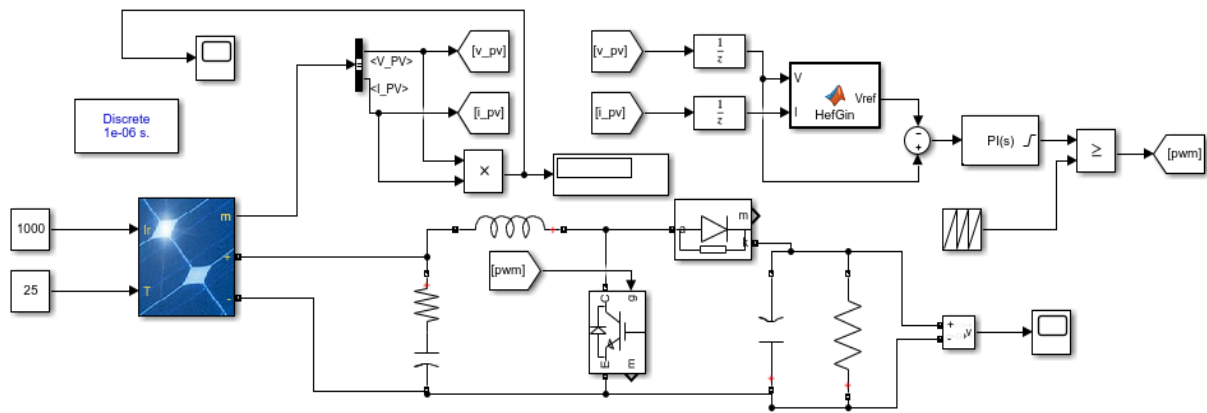 <V_PV>
<I_PV>
[v_pv]
[i_pv]
[v_pv]
[i_pv]
1
z
1
z
V
I
Vref
HefGin
-
+
PI(s)
≥
[pwm]
Discrete
1e-06 s.
×
1000
25
Ir
T
m
+
-
[pwm]
g
C
E
m
m
a
k
+
-
v